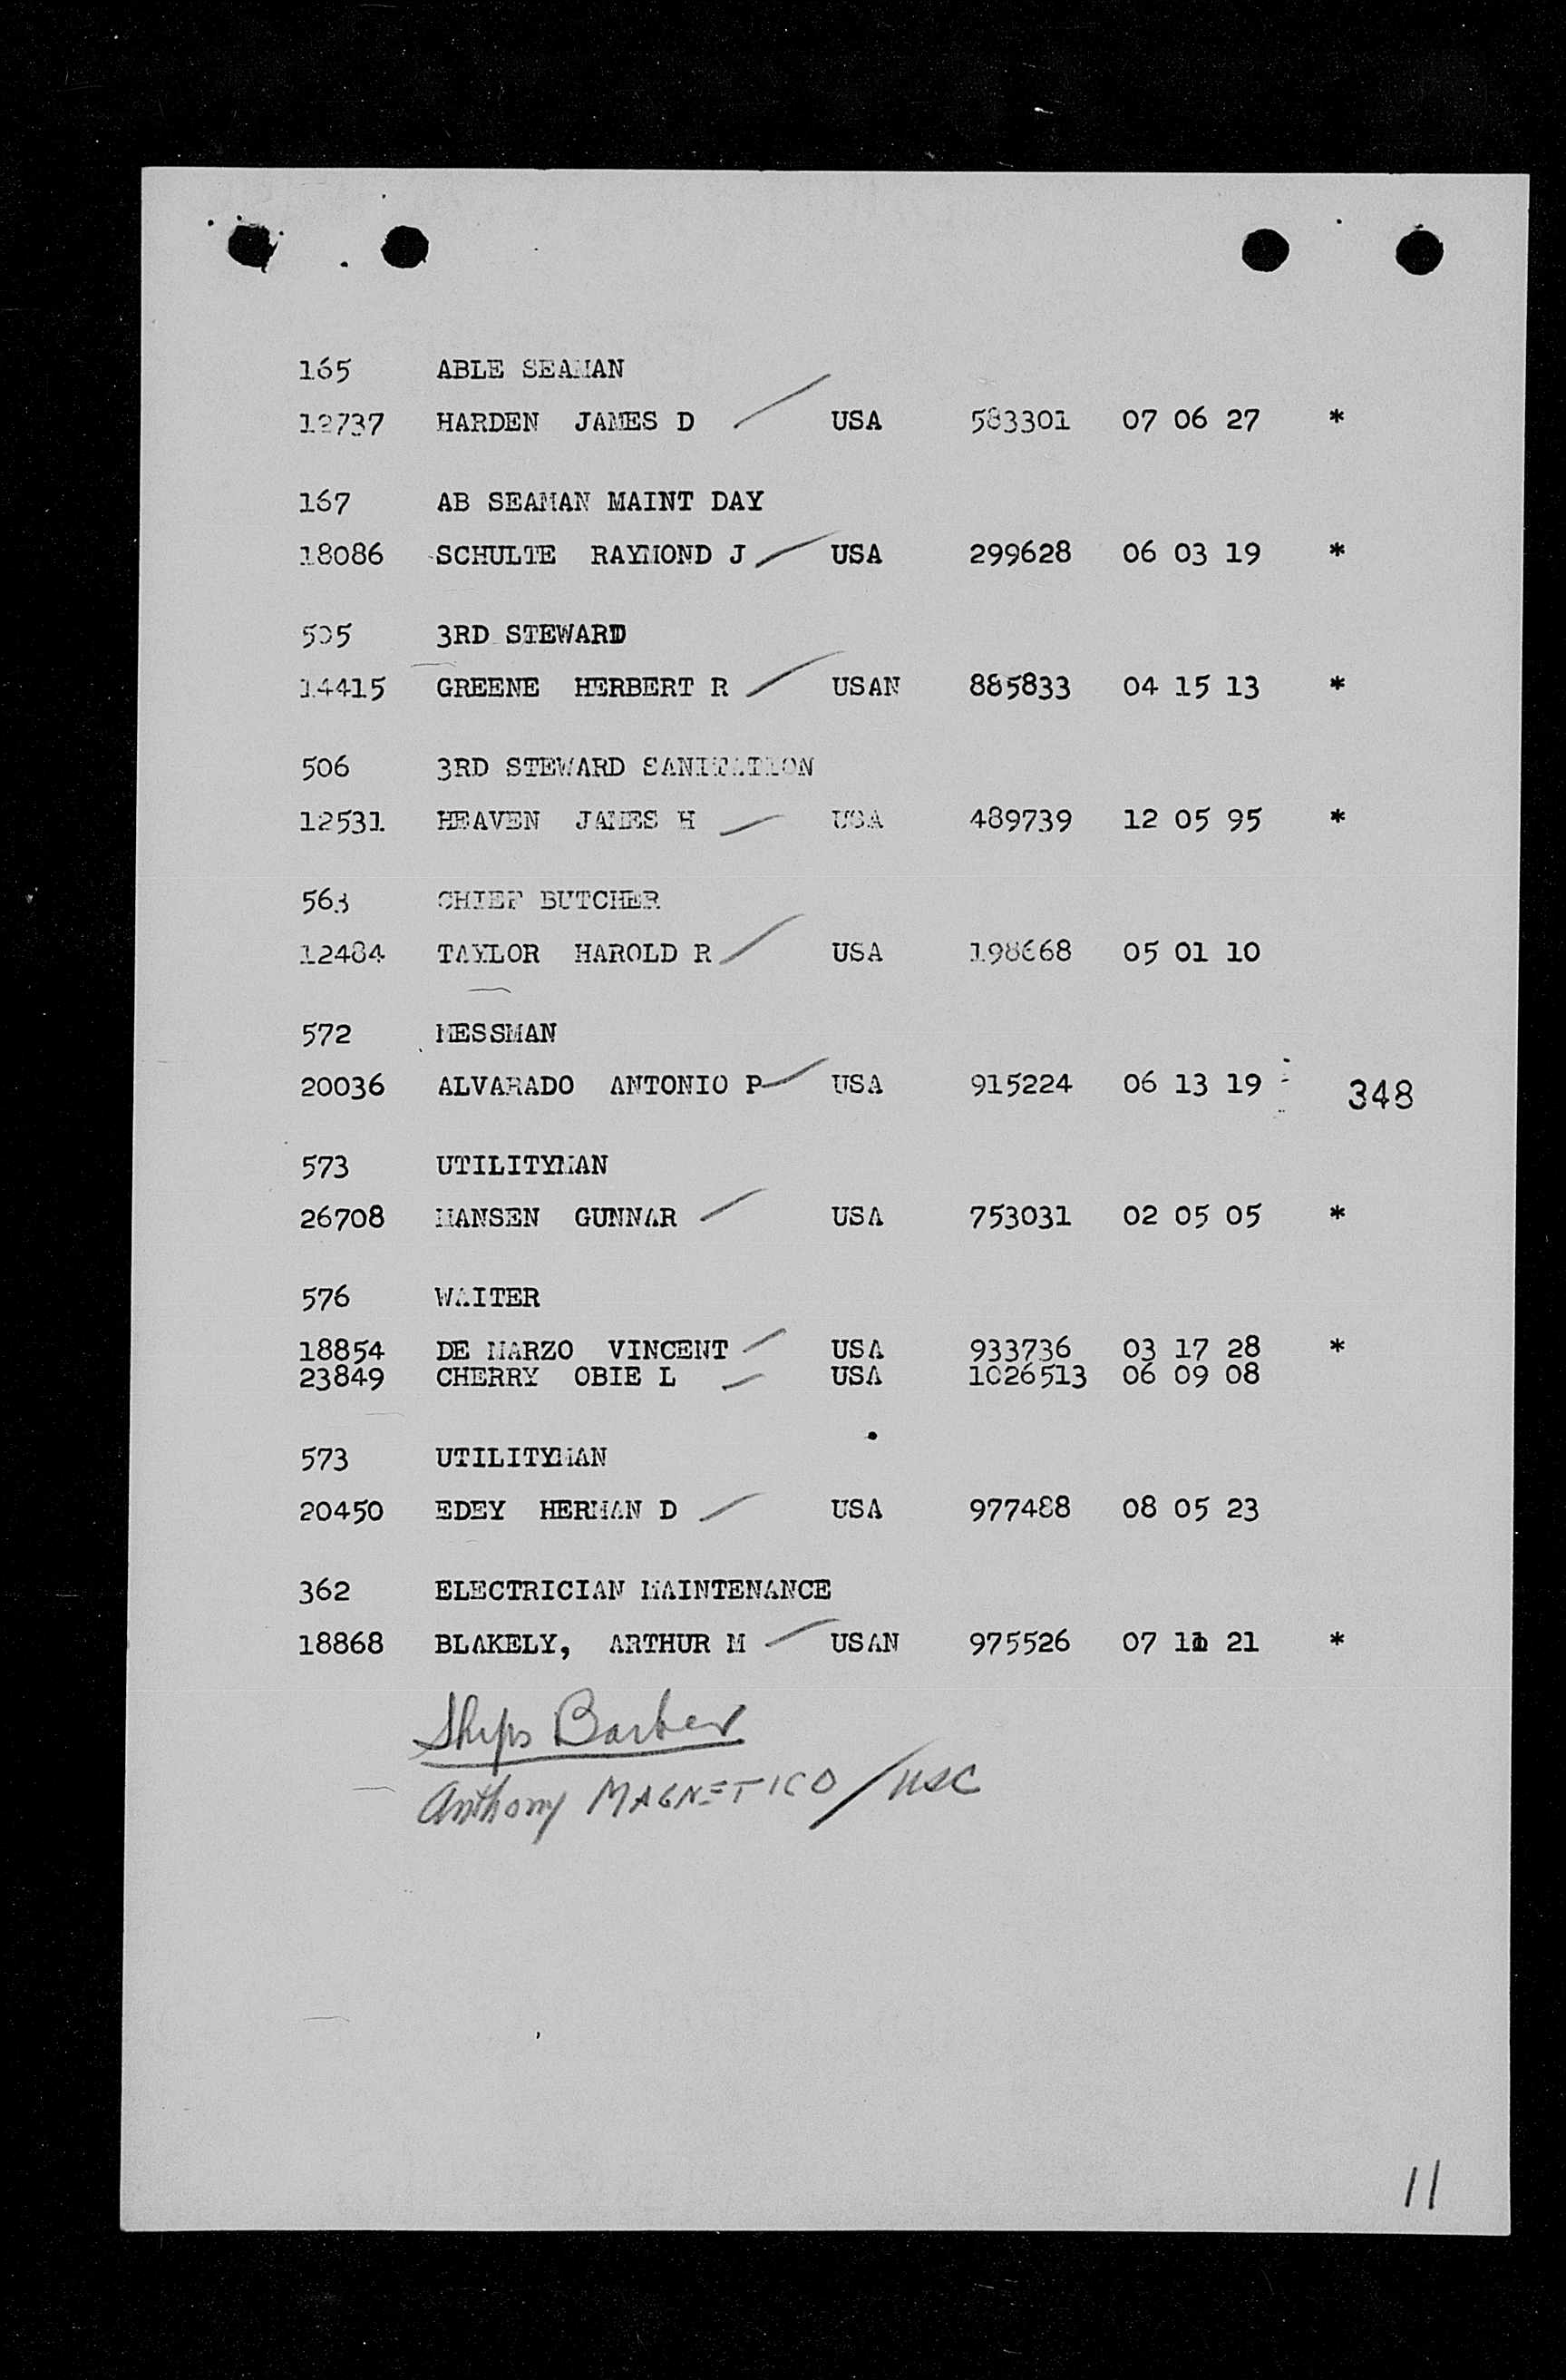 165 ABLE SEAMAN
12737 HARDEN JAMES D USA 583301 07 06 27 *
167 AB SEAMAN MAINT DAY
18086 SCHULTE RAYMOND J USA 299628 06 03 19 *
505 3RD STEWARD
14415 GREENE HERBERT R USAN 885833 04 15 13 *
506 3RD STEWARD SANITATION
12531 HEAVEN JAMES H USA 489739 12 05 95 *
563 CHIEF BUTCHER
12484 TAYLOR HAROLD R USA 198668 05 01 10
572 MESSMAN
20036 ALVARADO ANTONIO P USA 915224 06 13 19
348
573 UTILITYMAN
26708 HANSEN GUNNAR USA 753031 02 05 05 *
576 WAITER
18854 DE MARZO VINCENT USA 933736 03 17 28 *
23849 CHERRY OBIE L USA 1026513 06 09 08
573 UTILITYMAN
20450 EDEY HERMAN D USA 977488 08 05 23
362 ELECTRICIAN MAINTENANCE
18868 BLAKELY, ARTHUR M USAN 975526 07 21 *
Ships Barber
Anthony MAGNETICO / USC
11